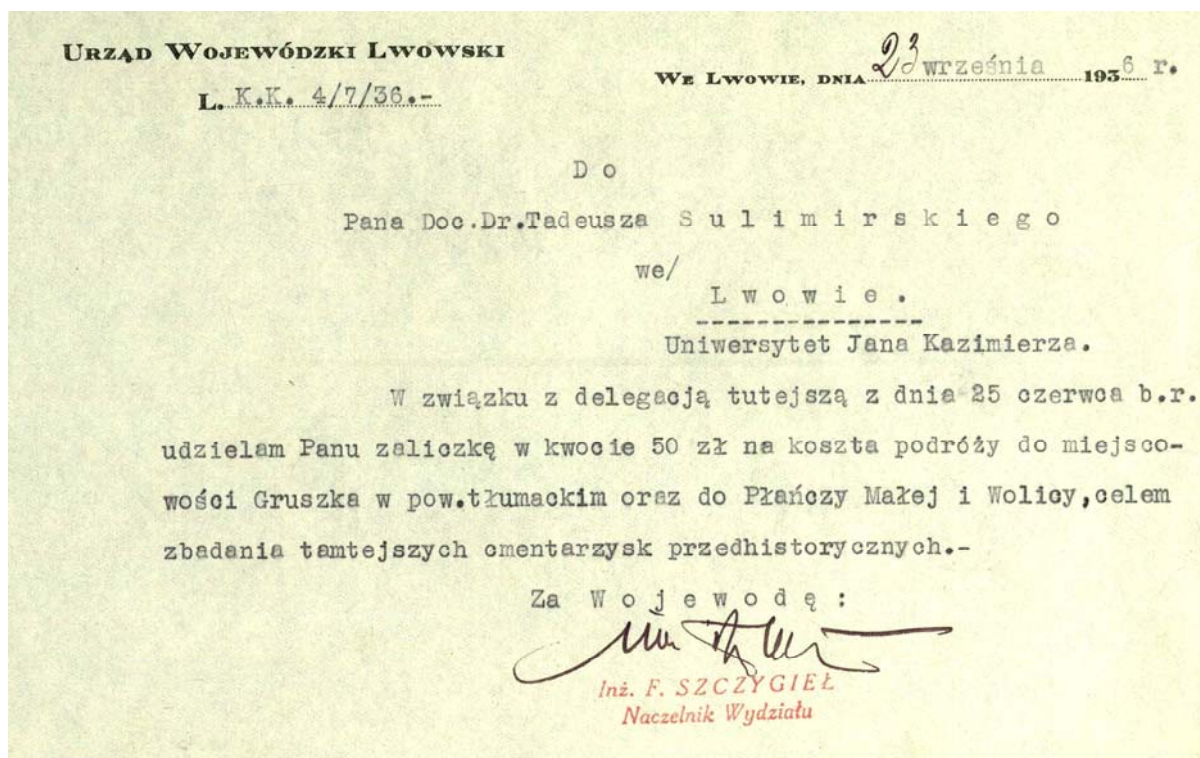 URZĄD WOJEWÓDZKI LWOWSKI
WE LWOWIE, DNIA 23 września 1936 r.
L. K.K. 4/7/36.-
D o
Pana Doc.Dr.Tadeusza S u l i m i r s k i e g o
we/
L w o w i e .
Uniwersytet Jana Kazimierza.
W związku z delegacją tutejszą z dnia 25 czerwca b.r.
udzielam Panu zaliczkę w kwocie 50 zł na koszta podróży do miejsco-
wości Gruszka w pow.tłumackim oraz do Płańczy Małej i Wolicy,celem
zbadania tamtejszych cmentarzysk przedhistorycznych.-
Za W o j e w o d ę :
Inż. F. SZCZYGIEŁ
Naczelnik Wydziału